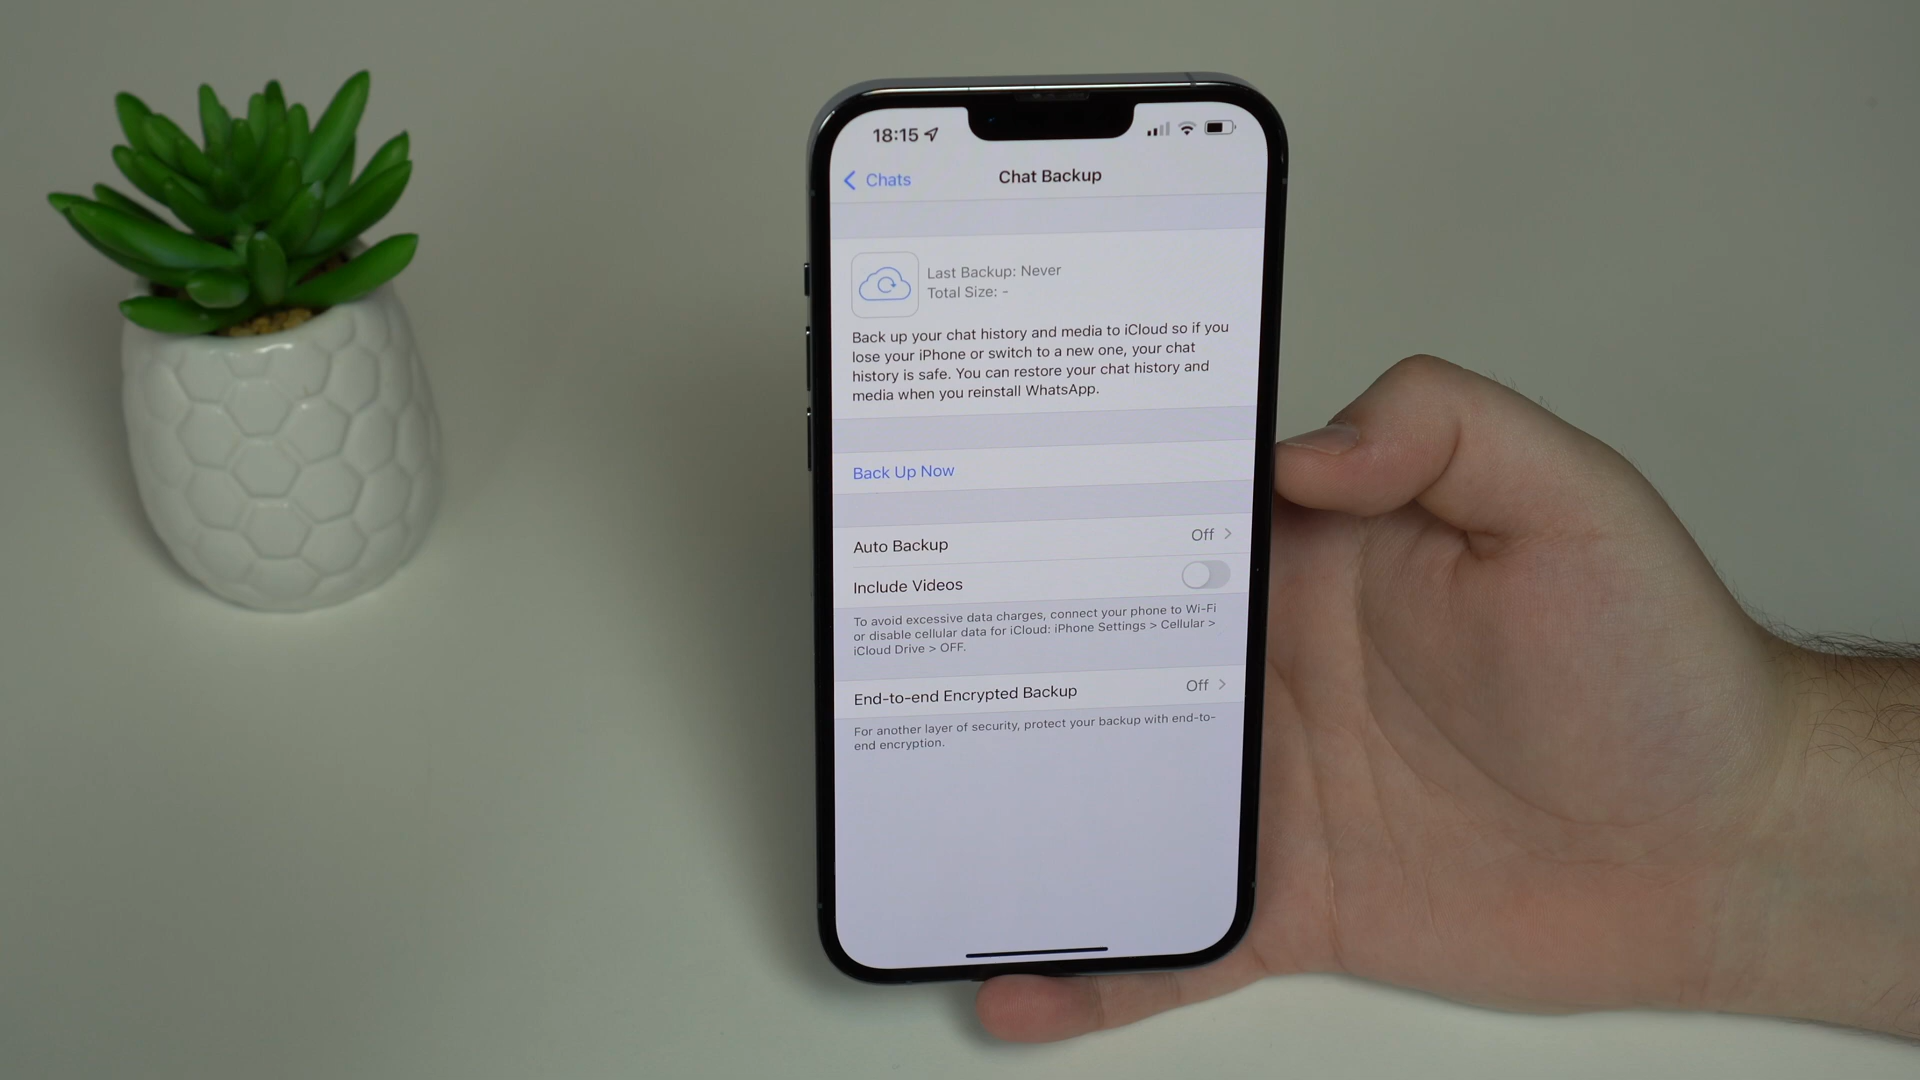 18:15
Chats
Chat Backup
Last Backup: Never
Total Size: -
Back up your chat history and media to iCloud so if you
lose your iPhone or switch to a new one, your chat
history is safe. You can restore your chat history and
media when you reinstall WhatsApp.
Back Up Now
Auto Backup Off
Include Videos
To avoid excessive data charges, connect your phone to Wi-Fi
or disable cellular data for iCloud: iPhone Settings > Cellular >
iCloud Drive > OFF.
End-to-end Encrypted Backup Off
For another layer of security, protect your backup with end-to-
end encryption.